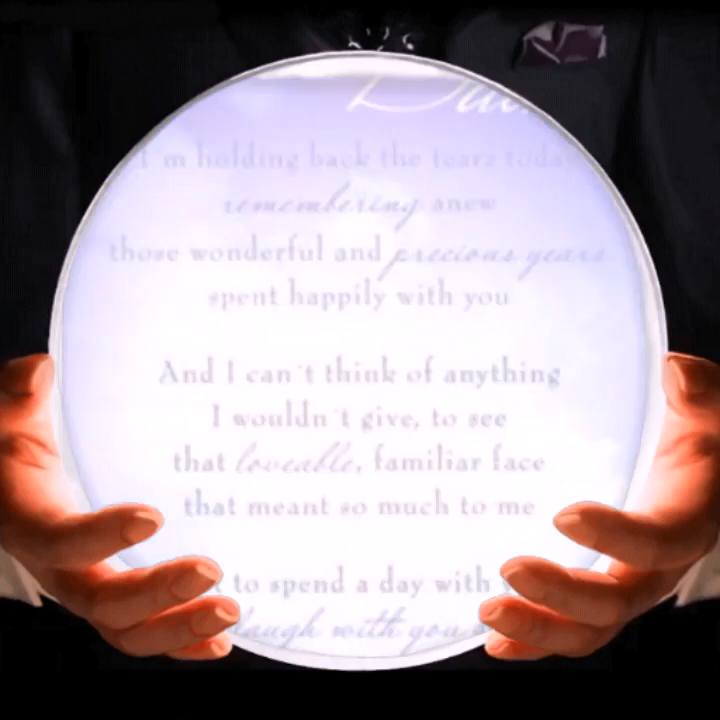 I'm holding back the tears today
remembering anew
those wonderful and precious years
spent happily with you
And I can't think of anything
I wouldn't give, to see
that loveable, familiar face
that meant so much to me
to spend a day with
laugh with you